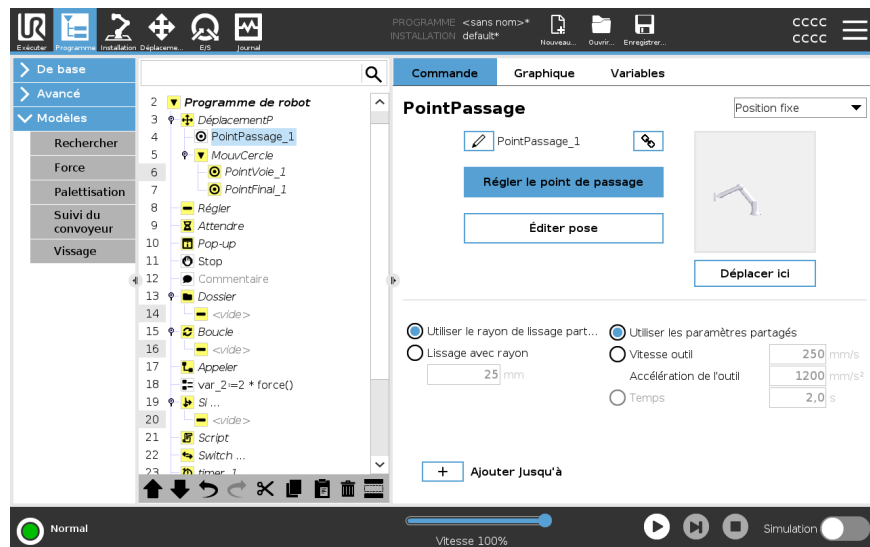 PROGRAMME <sans nom>*
INSTALLATION default*
Exécuter
Programme
Installation
Déplaceme...
E/S
Journal
Nouveau...
Ouvrir...
Enregistrer...
CCCC
CCCC
De base
Avancé
Modèles
Rechercher
Force
Palettisation
Suivi du
convoyeur
Vissage
2 Programme de robot
3 DéplacementP
4 PointPassage_1
5 MouvCercle
6 PointVoie_1
7 PointFinal_1
8 Régler
9 Attendre
10 Pop-up
11 Stop
12 Commentaire
13 Dossier
14 <vide>
15 Boucle
16 <vide>
17 Appeler
18 var_2≔2 * force()
19 Si ...
20 <vide>
21 Script
22 Switch ...
23 timer_1
Commande
Graphique
Variables
PointPassage
Position fixe
PointPassage_1
Régler le point de passage
Éditer pose
Déplacer ici
Utiliser le rayon de lissage part...
Lissage avec rayon
25 mm
Utiliser les paramètres partagés
Vitesse outil 250 mm/s
Accélération de l'outil 1200 mm/s²
Temps 2,0 s
+ Ajouter Jusqu'à
Normal
Vitesse 100%
Simulation